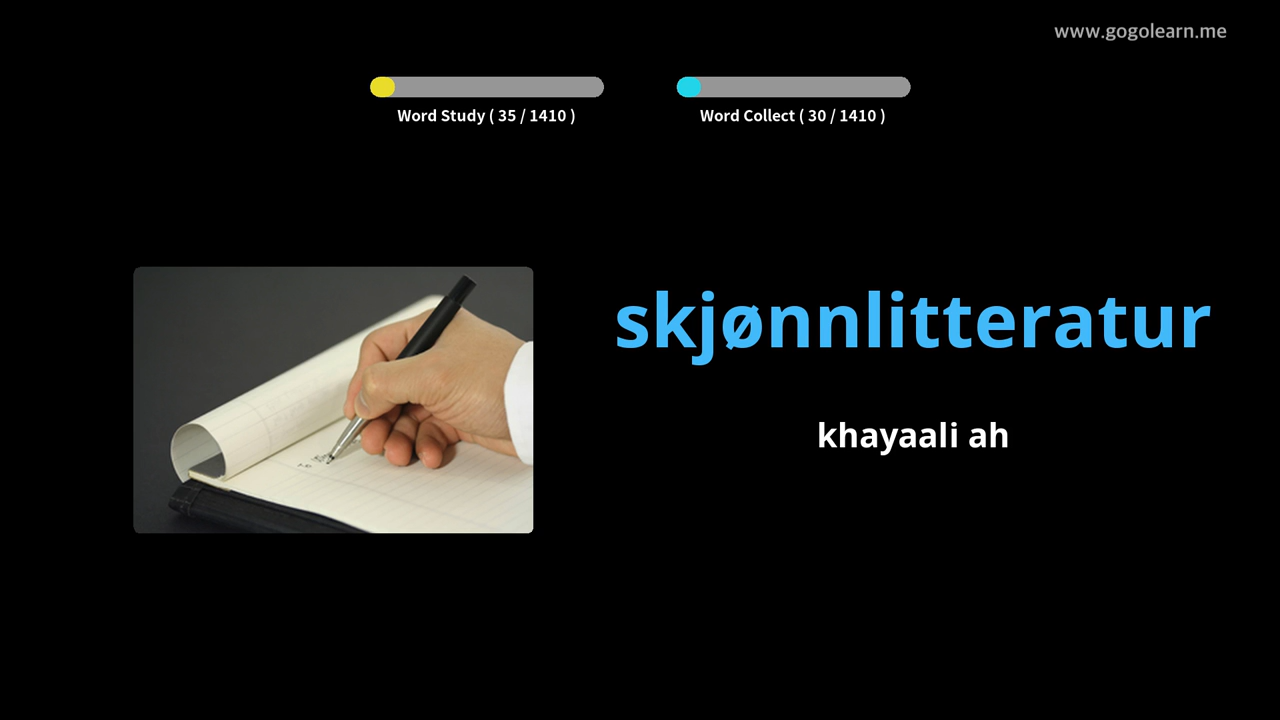 www.gogolearn.me
Word Study ( 35 / 1410 )
Word Collect ( 30 / 1410 )
skjønnlitteratur
khayaali ah